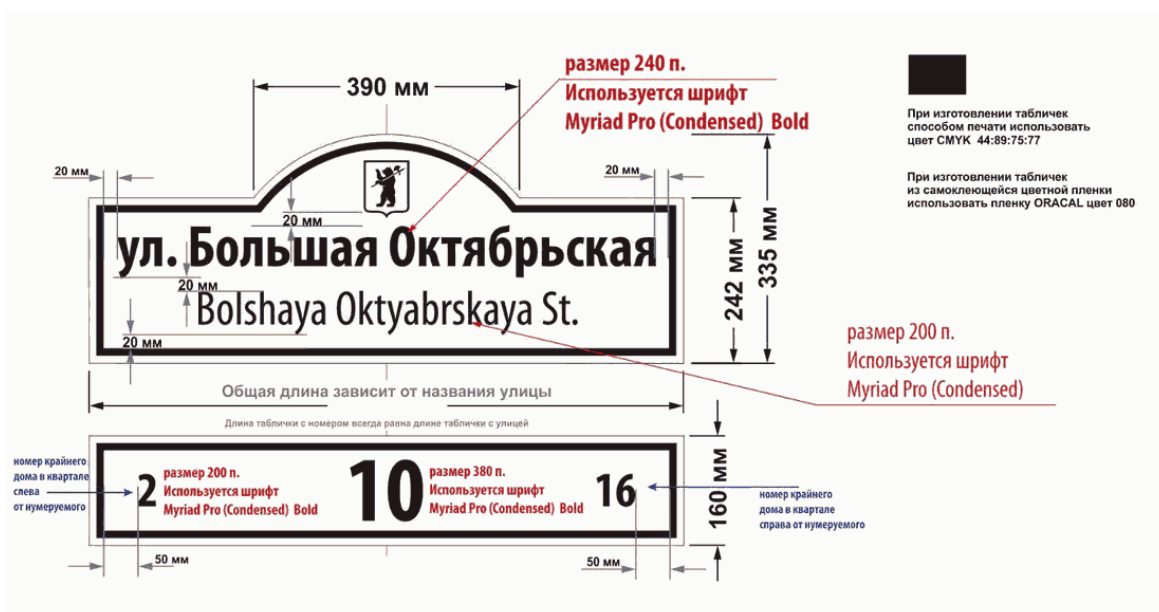 размер 240 п.
Используется шрифт
Myriad Pro (Condensed) Bold
390 мм
При изготовлении табличек
способом печати использовать
цвет CMYK 44:89:75:77
При изготовлении табличек
из самоклеющейся цветной пленки
использовать пленку ORACAL цвет 080
20 мм
20 мм
20 мм
ул. Большая Октябрьская
20 мм
Bolshaya Oktyabrskaya St.
20 мм
242 мм
335 мм
размер 200 п.
Используется шрифт
Myriad Pro (Condensed)
Общая длина зависит от названия улицы
Длина таблички с номером всегда равна длине таблички с улицей
номер крайнего
дома в квартале
слева
от нумеруемого
2
размер 200 п.
Используется шрифт
Myriad Pro (Condensed) Bold
10
размер 380 п.
Используется шрифт
Myriad Pro (Condensed) Bold
16
160 мм
номер крайнего
дома в квартале
справа от нумеруемого
50 мм
50 мм